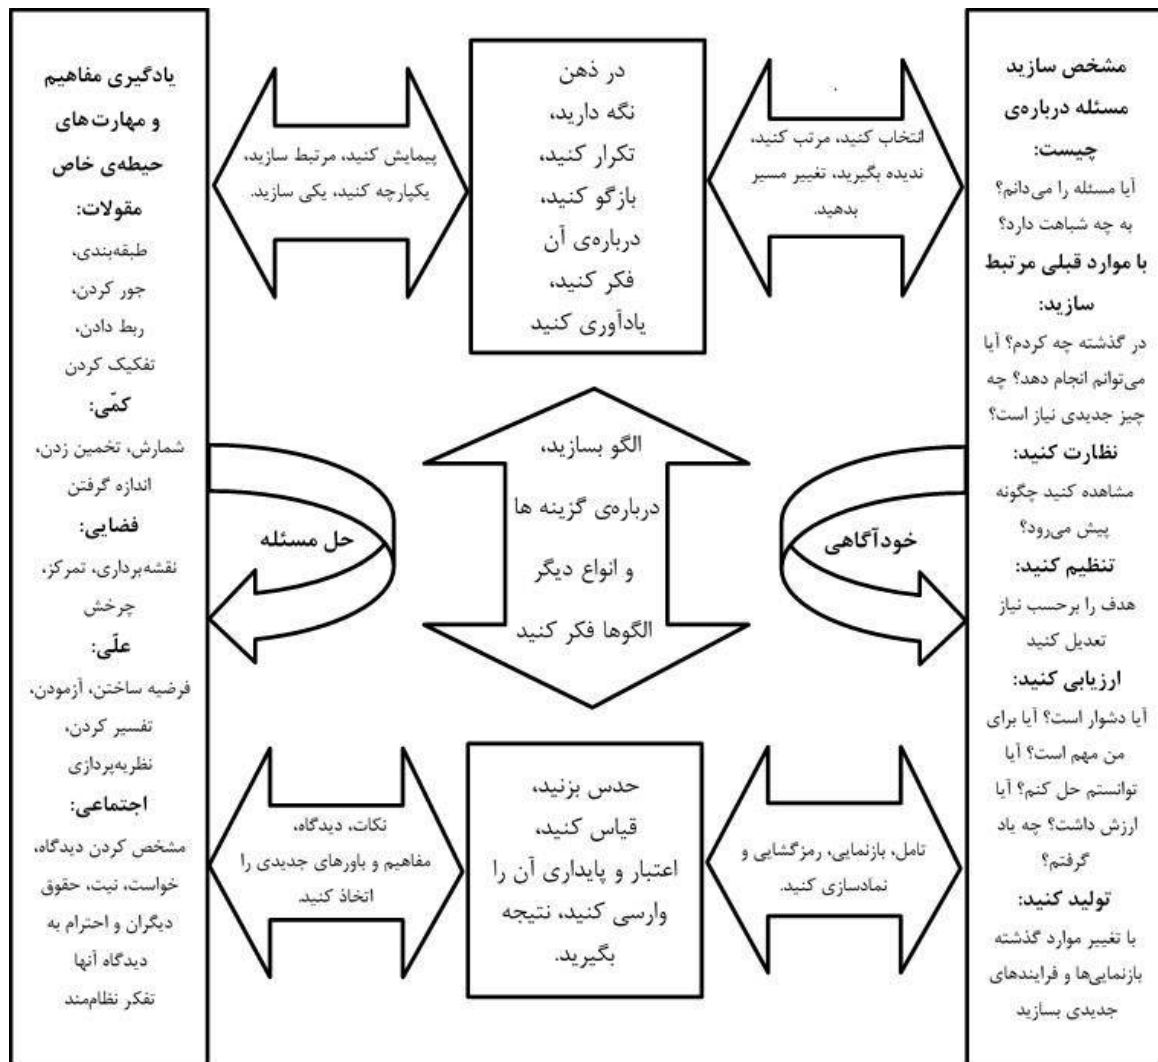 مشخص سازید
مسئله درباره‌ی
چیست:
آیا مسئله را می‌دانم؟
به چه شباهت دارد؟
با موارد قبلی مرتبط
سازید:
در گذشته چه کردم؟ آیا
می‌توانم انجام دهد؟ چه
چیز جدیدی نیاز است؟
نظارت کنید:
مشاهده کنید چگونه
پیش می‌رود؟
تنظیم کنید:
هدف را برحسب نیاز
تعدیل کنید
ارزیابی کنید:
آیا دشوار است؟ آیا برای
من مهم است؟ آیا
توانستم حل کنم؟ آیا
ارزش داشت؟ چه یاد
گرفتم؟
تولید کنید:
با تغییر موارد گذشته
بازنمایی‌ها و فرایندهای
جدیدی بسازید
انتخاب کنید، مرتب کنید،
ندیده بگیرید، تغییر مسیر
بدهید.
در ذهن
نگه دارید،
تکرار کنید،
بازگو کنید،
درباره‌ی آن
فکر کنید،
یادآوری کنید
پیمایش کنید، مرتبط سازید،
یکپارچه کنید، یکی سازید.
خودآگاهی
الگو بسازید،
درباره‌ی گزینه ها
و انواع دیگر
الگوها فکر کنید
حل مسئله
تامل، بازنمایی، رمزگشایی و
نمادسازی کنید.
حدس بزنید،
قیاس کنید،
اعتبار و پایداری آن را
وارسی کنید، نتیجه
بگیرید.
نکات، دیدگاه،
مفاهیم و باورهای جدیدی را
اتخاذ کنید.
یادگیری مفاهیم
و مهارت‌های
حیطه‌ی خاص
مقولات:
طبقه‌بندی،
جور کردن،
ربط دادن،
تفکیک کردن
کمّی:
شمارش، تخمین زدن،
اندازه گرفتن
فضایی:
نقشه‌برداری، تمرکز،
چرخش
علّی:
فرضیه ساختن، آزمودن،
تفسیر کردن،
نظریه‌پردازی
اجتماعی:
مشخص کردن دیدگاه،
خواست، نیت، حقوق
دیگران و احترام به
دیدگاه آنها
تفکر نظام‌مند